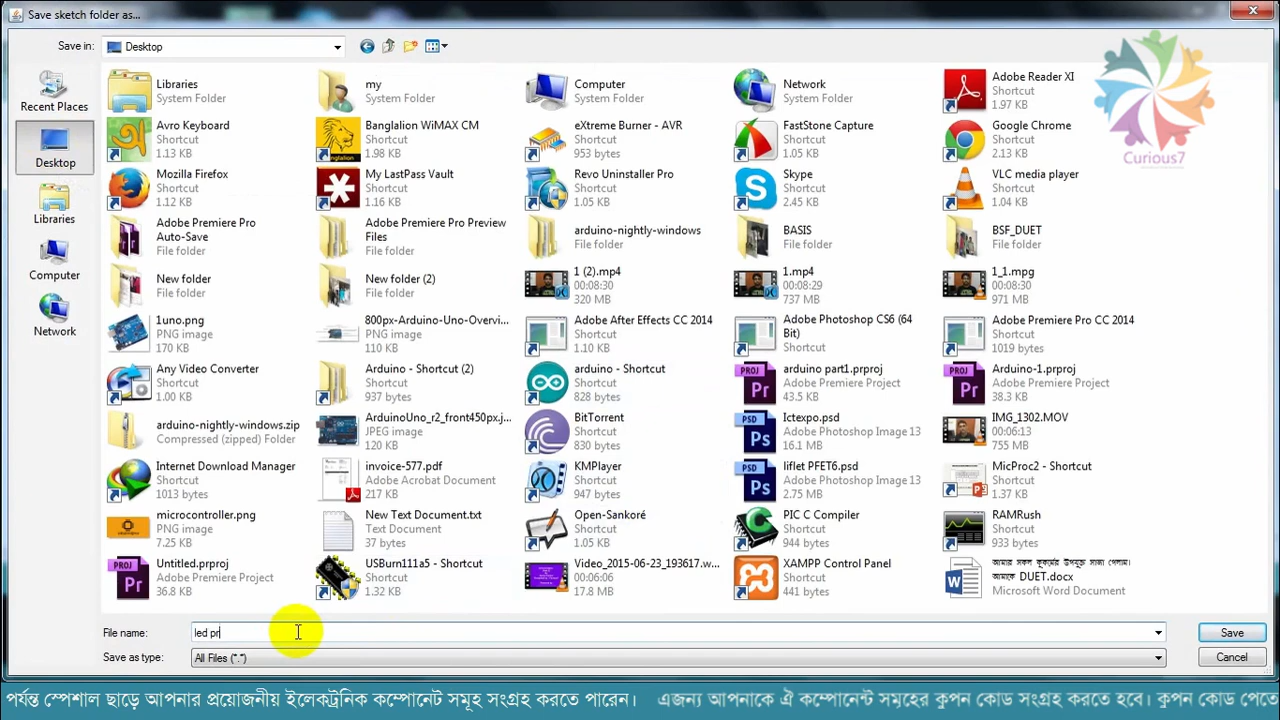 Save sketch folder as...
Save in: Desktop
Recent Places
Desktop
Libraries
Computer
Network
Libraries
System Folder
my
System Folder
Computer
System Folder
Network
System Folder
Adobe Reader XI
Shortcut
1.97 KB
Avro Keyboard
Shortcut
1.13 KB
Banglalion WiMAX CM
Shortcut
1.98 KB
eXtreme Burner - AVR
Shortcut
953 bytes
FastStone Capture
Shortcut
1.05 KB
Google Chrome
Shortcut
2.13 KB
Mozilla Firefox
Shortcut
1.12 KB
My LastPass Vault
Shortcut
1.16 KB
Revo Uninstaller Pro
Shortcut
1.05 KB
Skype
Shortcut
2.45 KB
VLC media player
Shortcut
1.04 KB
Adobe Premiere Pro
Auto-Save
File folder
Adobe Premiere Pro Preview
Files
File folder
arduino-nightly-windows
File folder
BASIS
File folder
BSF_DUET
File folder
New folder
File folder
New folder (2)
File folder
1 (2).mp4
00:08:30
320 MB
1.mp4
00:08:29
737 MB
1_1.mpg
00:08:30
971 MB
1uno.png
PNG image
170 KB
800px-Arduino-Uno-Overvi...
PNG image
110 KB
Adobe After Effects CC 2014
Shortcut
1.10 KB
Adobe Photoshop CS6 (64
Bit)
Shortcut
Adobe Premiere Pro CC 2014
Shortcut
1019 bytes
Any Video Converter
Shortcut
1.00 KB
Arduino - Shortcut (2)
Shortcut
937 bytes
arduino - Shortcut
Shortcut
828 bytes
arduino part1.prproj
Adobe Premiere Project
43.5 KB
Arduino-1.prproj
Adobe Premiere Project
38.3 KB
arduino-nightly-windows.zip
Compressed (zipped) Folder
ArduinoUno_r2_front450px.j...
JPEG image
120 KB
BitTorrent
Shortcut
830 bytes
Ictexpo.psd
Adobe Photoshop Image 13
16.1 MB
IMG_1302.MOV
00:06:13
755 MB
Internet Download Manager
Shortcut
1013 bytes
invoice-577.pdf
Adobe Acrobat Document
217 KB
KMPlayer
Shortcut
947 bytes
liflet PFET6.psd
Adobe Photoshop Image 13
2.75 MB
MicProc2 - Shortcut
Shortcut
1.37 KB
microcontroller.png
PNG image
7.25 KB
New Text Document.txt
Text Document
37 bytes
Open-Sankoré
Shortcut
1.05 KB
PIC C Compiler
Shortcut
944 bytes
RAMRush
Shortcut
933 bytes
Untitled.prproj
Adobe Premiere Project
36.8 KB
USBurn111a5 - Shortcut
Shortcut
1.32 KB
Video_2015-06-23_193617.w...
00:06:06
17.8 MB
XAMPP Control Panel
Shortcut
441 bytes
আমার সকল কুকর্মের উপযুক্ত সাজা পেলাম।
আমাকে DUET.docx
Microsoft Word Document
File name: led pr
Save
Save as type: All Files (*.*)
Cancel
Curious7
পর্যন্ত স্পেশাল ছাড়ে আপনার প্রয়োজনীয় ইলেকট্রনিক কম্পোনেন্ট সমূহ সংগ্রহ করতে পারেন। এজন্য আপনাকে ঐ কম্পোনেন্ট সমূহের কুপন কোড সংগ্রহ করতে হবে। কুপন কোড পেতে